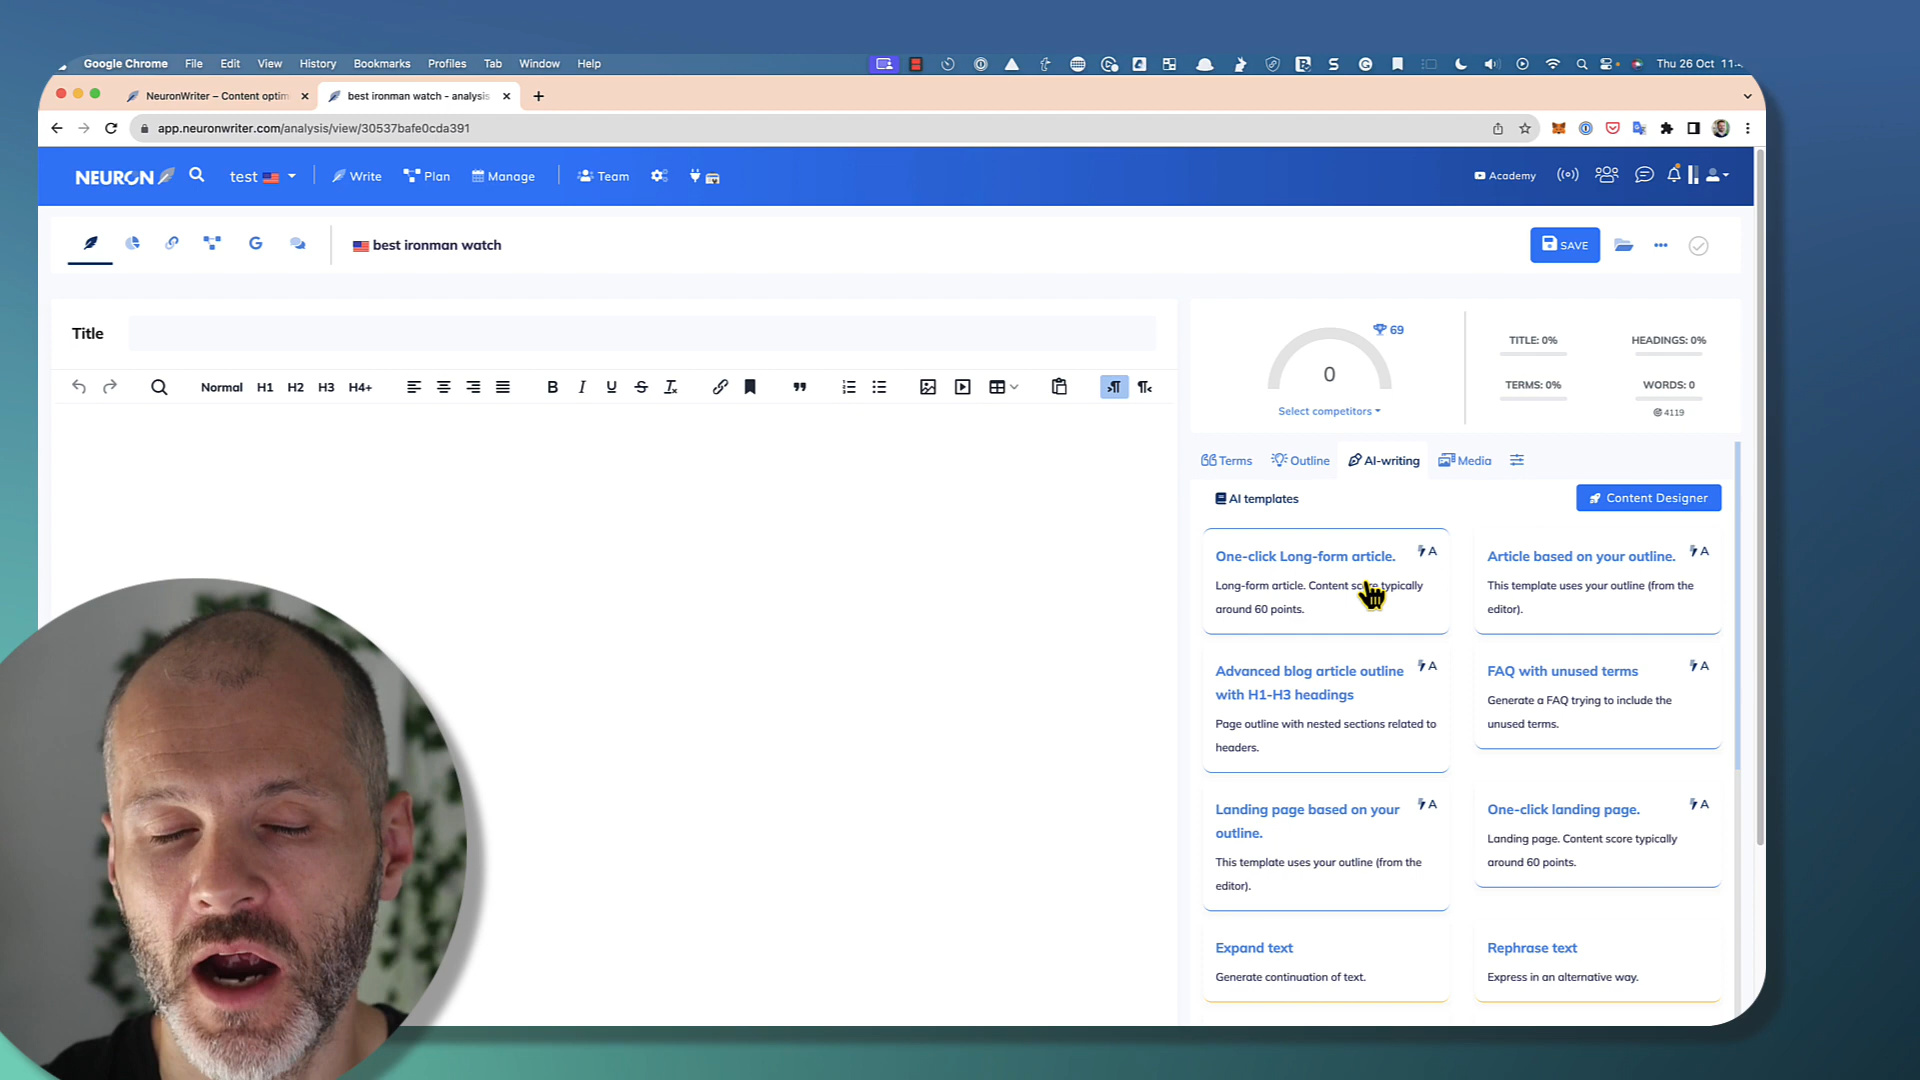 Google Chrome File Edit View History Bookmarks Profiles Tab Window Help Thu 26 Oct 11
NeuronWriter – Content optim best ironman watch - analysis
app.neuronwriter.com/analysis/view/30537bafe0cda391
NEURON test Write Plan Manage Team Academy
best ironman watch SAVE
Title
Normal H1 H2 H3 H4+
69
0
Select competitors
TITLE: 0% HEADINGS: 0%
TERMS: 0% WORDS: 0
4119
Terms Outline AI-writing Media
AI templates Content Designer
One-click Long-form article. A
Long-form article. Content score typically
around 60 points.
Article based on your outline. A
This template uses your outline (from the
editor).
Advanced blog article outline A
with H1-H3 headings
Page outline with nested sections related to
headers.
FAQ with unused terms A
Generate a FAQ trying to include the
unused terms.
Landing page based on your A
outline.
This template uses your outline (from the
editor).
One-click landing page. A
Landing page. Content score typically
around 60 points.
Expand text
Generate continuation of text.
Rephrase text
Express in an alternative way.